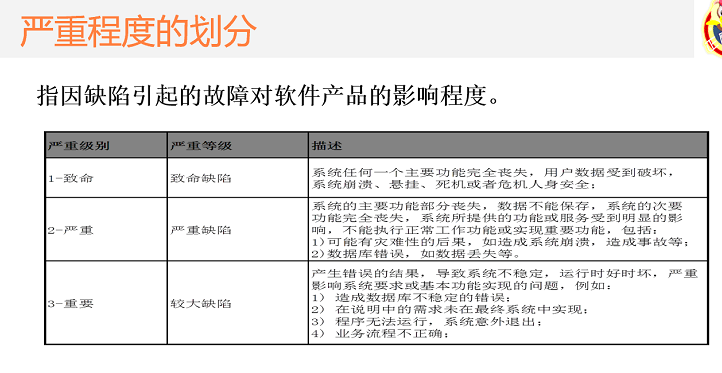 严重程度的划分
指因缺陷引起的故障对软件产品的影响程度。
严重级别 严重等级 描述
1-致命 致命缺陷 系统任何一个主要功能完全丧失，用户数据受到破坏，
系统崩溃、悬挂、死机或者危机人身安全；
2-严重 严重缺陷 系统的主要功能部分丧失，数据不能保存，系统的次要
功能完全丧失，系统所提供的功能或服务受到明显的影
响，不能执行正常工作功能或实现重要功能，包括：
1)可能有灾难性的后果，如造成系统崩溃，造成事故等；
2)数据库错误，如数据丢失等。
3-重要 较大缺陷 产生错误的结果，导致系统不稳定，运行时好时坏，严重
影响系统要求或基本功能实现的问题，例如：
1) 造成数据库不稳定的错误；
2) 在说明中的需求未在最终系统中实现；
3) 程序无法运行，系统意外退出；
4) 业务流程不正确；